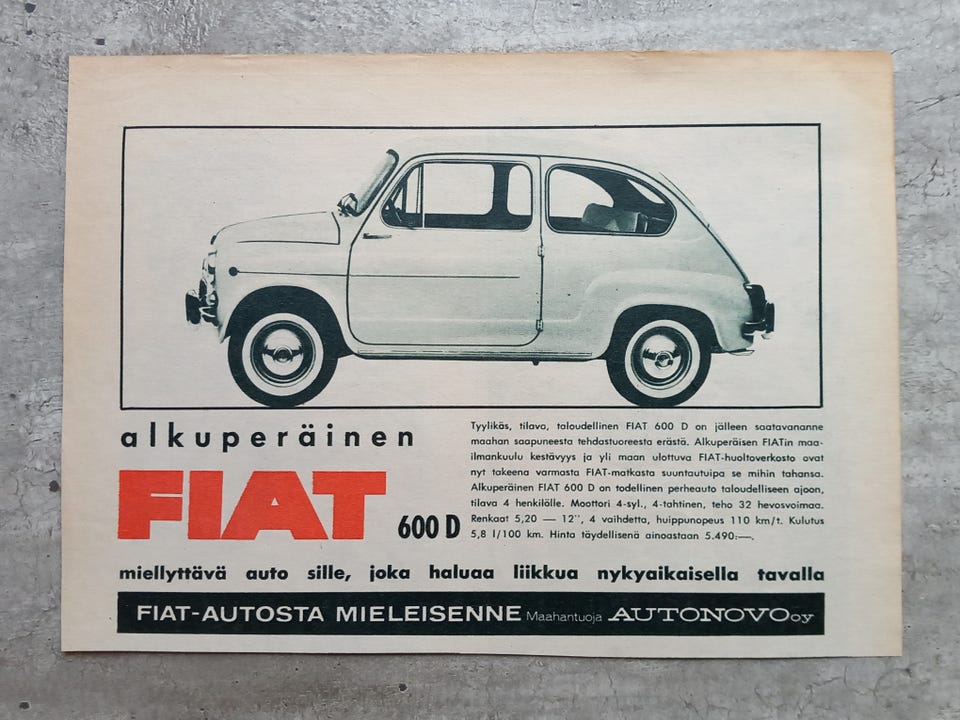 alkuperäinen
FIAT 600 D
Tyylikäs, tilava, taloudellinen FIAT 600 D on jälleen saatavananne
maahan saapuneesta tehdastuoreesta erästä. Alkuperäisen FIATin maa-
ilmankuulu kestävyys ja yli maan ulottuva FIAT-huoltoverkosto ovat
nyt takeena varmasta FIAT-matkasta suuntautuipa se mihin tahansa.
Alkuperäinen FIAT 600 D on todellinen perheauto taloudelliseen ajoon,
tilava 4 henkilölle. Moottori 4-syl., 4-tahtinen, teho 32 hevosvoimaa.
Renkaat 5,20 — 12", 4 vaihdetta, huippunopeus 110 km/t. Kulutus
5,8 l/100 km. Hinta täydellisenä ainoastaan 5.490:—.
miellyttävä auto sille, joka haluaa liikkua nykyaikaisella tavalla
FIAT-AUTOSTA MIELEISENNE Maahantuoja AUTONOVO oy